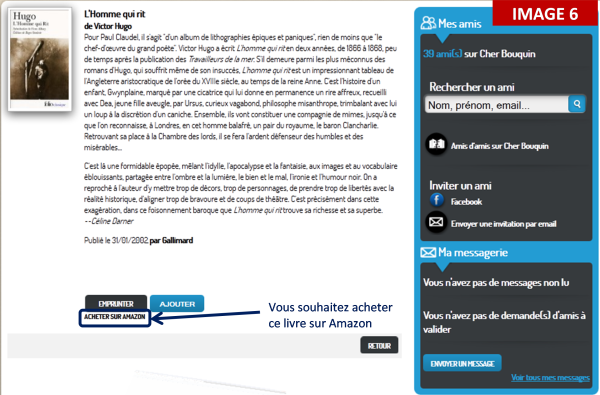 Hugo
L'Homme qui Rit
folio classique
L'Homme qui rit
de Victor Hugo
Pour Paul Claudel, il s'agit "d'un album de lithographies épiques et paniques", rien de moins que "le
chef-d'œuvre du grand poète". Victor Hugo a écrit L'homme qui rit en deux années, de 1866 à 1868, peu
de temps après la publication des Travailleurs de la mer. S'il demeure parmi les plus méconnus des
romans d'Hugo, qui souffrit même de son insuccès, L'homme qui rit est un impressionnant tableau de
l'Angleterre aristocratique de l'orée du XVIIIe siècle, au temps de la reine Anne. C'est l'histoire d'un
enfant, Gwynplaine, marqué par une cicatrice qui lui donne en permanence un rire affreux, recueilli
avec Dea, jeune fille aveugle, par Ursus, curieux vagabond, philosophe misanthrope, trimbalant avec lui
un loup à la discrétion d'un caniche. Ensemble, ils vont constituer une compagnie de mimes, jusqu'à ce
que l'on reconnaisse, à Londres, en cet homme balafré, un pair du royaume, le baron Clancharlie.
Retrouvant sa place à la Chambre des lords, il se fera l'ardent défenseur des humbles et des
misérables...
C'est là une formidable épopée, mêlant l'idylle, l'apocalypse et la fantaisie, aux images et au vocabulaire
éblouissants, partagée entre l'ombre et la lumière, le bien et le mal, l'ironie et l'humour noir. On a
reproché à l'auteur d'y mettre trop de décors, trop de personnages, de prendre trop de libertés avec la
réalité historique, d'aligner trop de bravoure et de coups de théâtre. C'est précisément dans cette
exagération, dans ce foisonnement baroque que L'homme qui rit trouve sa richesse et sa superbe.
--Céline Darner
Publié le 31/01/2002 par Gallimard
EMPRUNTER
AJOUTER
ACHETER SUR AMAZON
Vous souhaitez acheter
ce livre sur Amazon
RETOUR
IMAGE 6
Mes amis
39 ami(s) sur Cher Bouquin
Rechercher un ami
Nom, prénom, email...
Amis d'amis sur Cher Bouquin
Inviter un ami
Facebook
Envoyer une invitation par email
Ma messagerie
Vous n'avez pas de messages non lu
Vous n'avez pas de demande(s) d'amis à
valider
ENVOYER UN MESSAGE
Voir tous mes messages